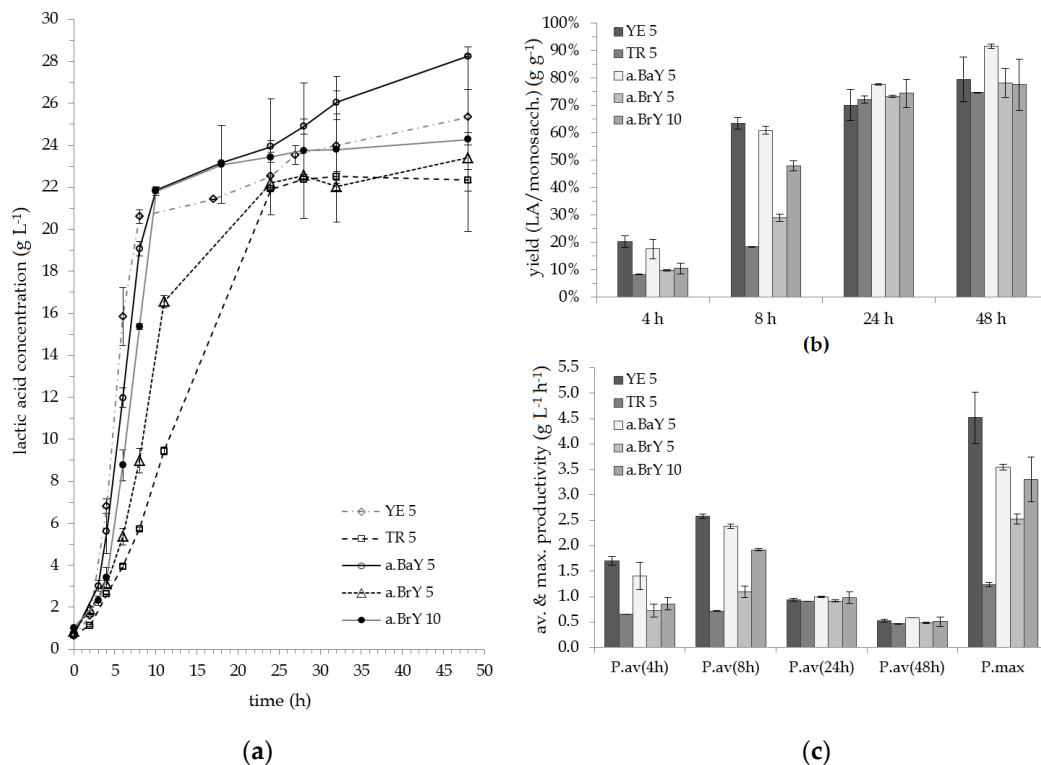 lactic acid concentration (g L-1)
30
28
26
24
22
20
18
16
14
12
10
8
6
4
2
0
YE 5
TR 5
a.BaY 5
a.BrY 5
a.BrY 10
0 5 10 15 20 25 30 35 40 45 50
time (h)
(a)
yield (LA/monosacch.) (g g-1)
100%
90%
80%
70%
60%
50%
40%
30%
20%
10%
0%
YE 5
TR 5
a.BaY 5
a.BrY 5
a.BrY 10
4 h 8 h 24 h 48 h
(b)
av. & max. productivity (g L-1 h-1)
5.5
5.0
4.5
4.0
3.5
3.0
2.5
2.0
1.5
1.0
0.5
0.0
YE 5
TR 5
a.BaY 5
a.BrY 5
a.BrY 10
P.av(4h) P.av(8h) P.av(24h) P.av(48h) P.max
(c)